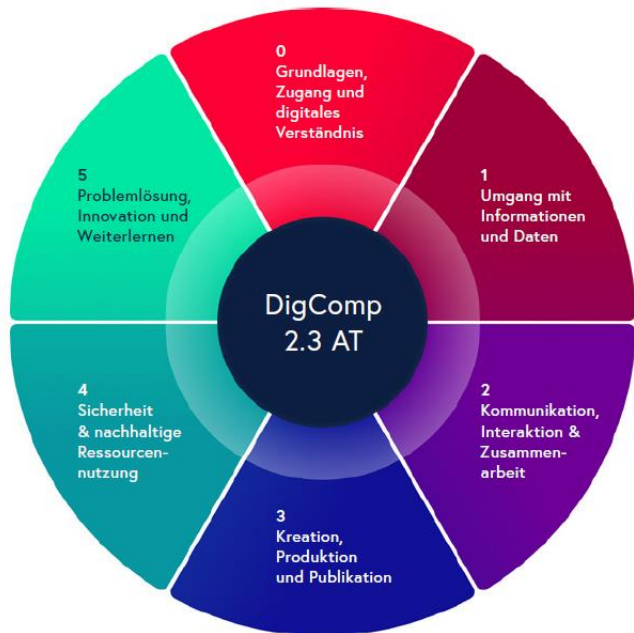 0
Grundlagen,
Zugang und
digitales
Verständnis
1
Umgang mit
Informationen
und Daten
2
Kommunikation,
Interaktion &
Zusammen-
arbeit
3
Kreation,
Produktion
und Publikation
4
Sicherheit
& nachhaltige
Ressourcen-
nutzung
5
Problemlösung,
Innovation und
Weiterlernen
DigComp
2.3 AT